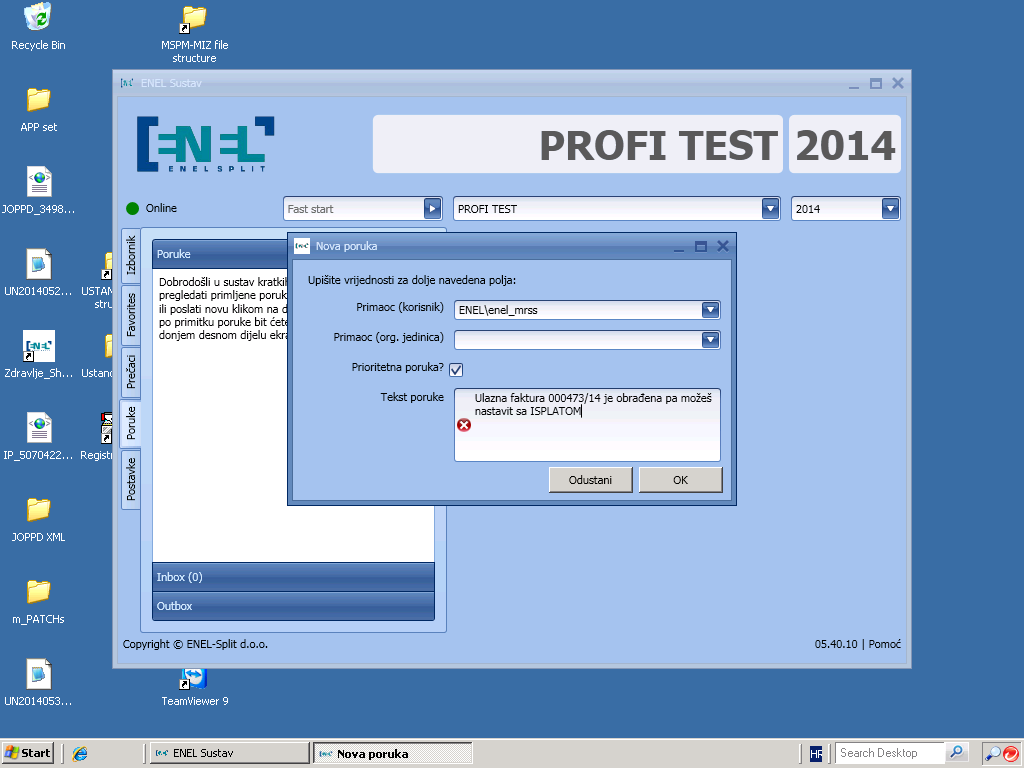 Recycle Bin
MSPM-MIZ file
structure
APP set
JOPPD_3498...
UN2014052...
Zdravlje_Sh...
IP_5070422...
JOPPD XML
m_PATCHs
UN2014053...
TeamViewer 9
USTAN
stru
Ustano
Registr
ENEL Sustav
ENEL
ENELSPLIT
PROFI TEST
2014
Online
Fast start
PROFI TEST
2014
Izbornik
Favorites
Prečaci
Poruke
Postavke
Poruke
Dobrodošli u sustav kratkih
pregledati primljene poruk
ili poslati novu klikom na d
po primitku poruke bit ćete
donjem desnom dijelu ekra
Inbox (0)
Outbox
Nova poruka
Upišite vrijednosti za dolje navedena polja:
Primaoc (korisnik)
ENEL\enel_mrss
Primaoc (org. jedinica)
Prioritetna poruka?
Tekst poruke
Ulazna faktura 000473/14 je obrađena pa možeš
nastavit sa ISPLATOM
Odustani
OK
Copyright © ENEL-Split d.o.o.
05.40.10 | Pomoć
Start
ENEL Sustav
Nova poruka
HR
Search Desktop